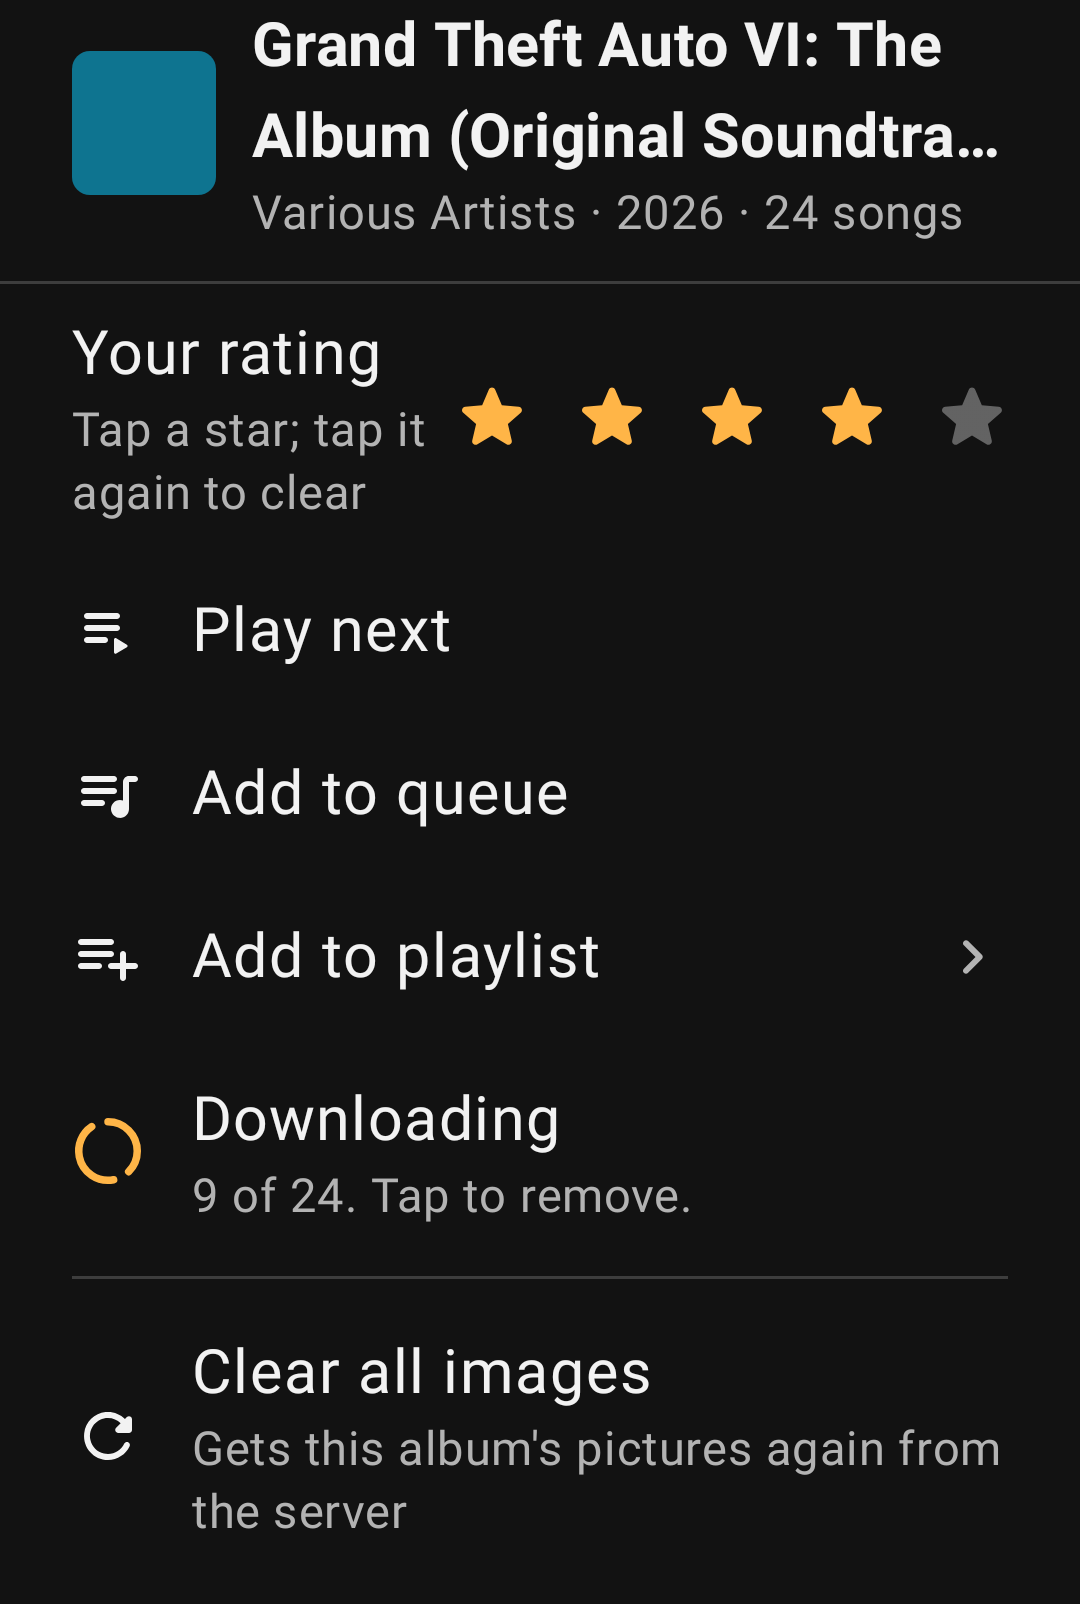 Grand Theft Auto VI: The
Album (Original Soundtra…
Various Artists · 2026 · 24 songs
Your rating
Tap a star; tap it
again to clear
Play next
Add to queue
Add to playlist
Downloading
9 of 24. Tap to remove.
Clear all images
Gets this album's pictures again from
the server